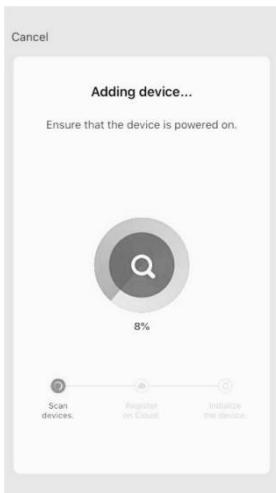 Cancel
Adding device...
Ensure that the device is powered on.
8%
Scan
devices.
Register
on Cloud
Initialize
the device.